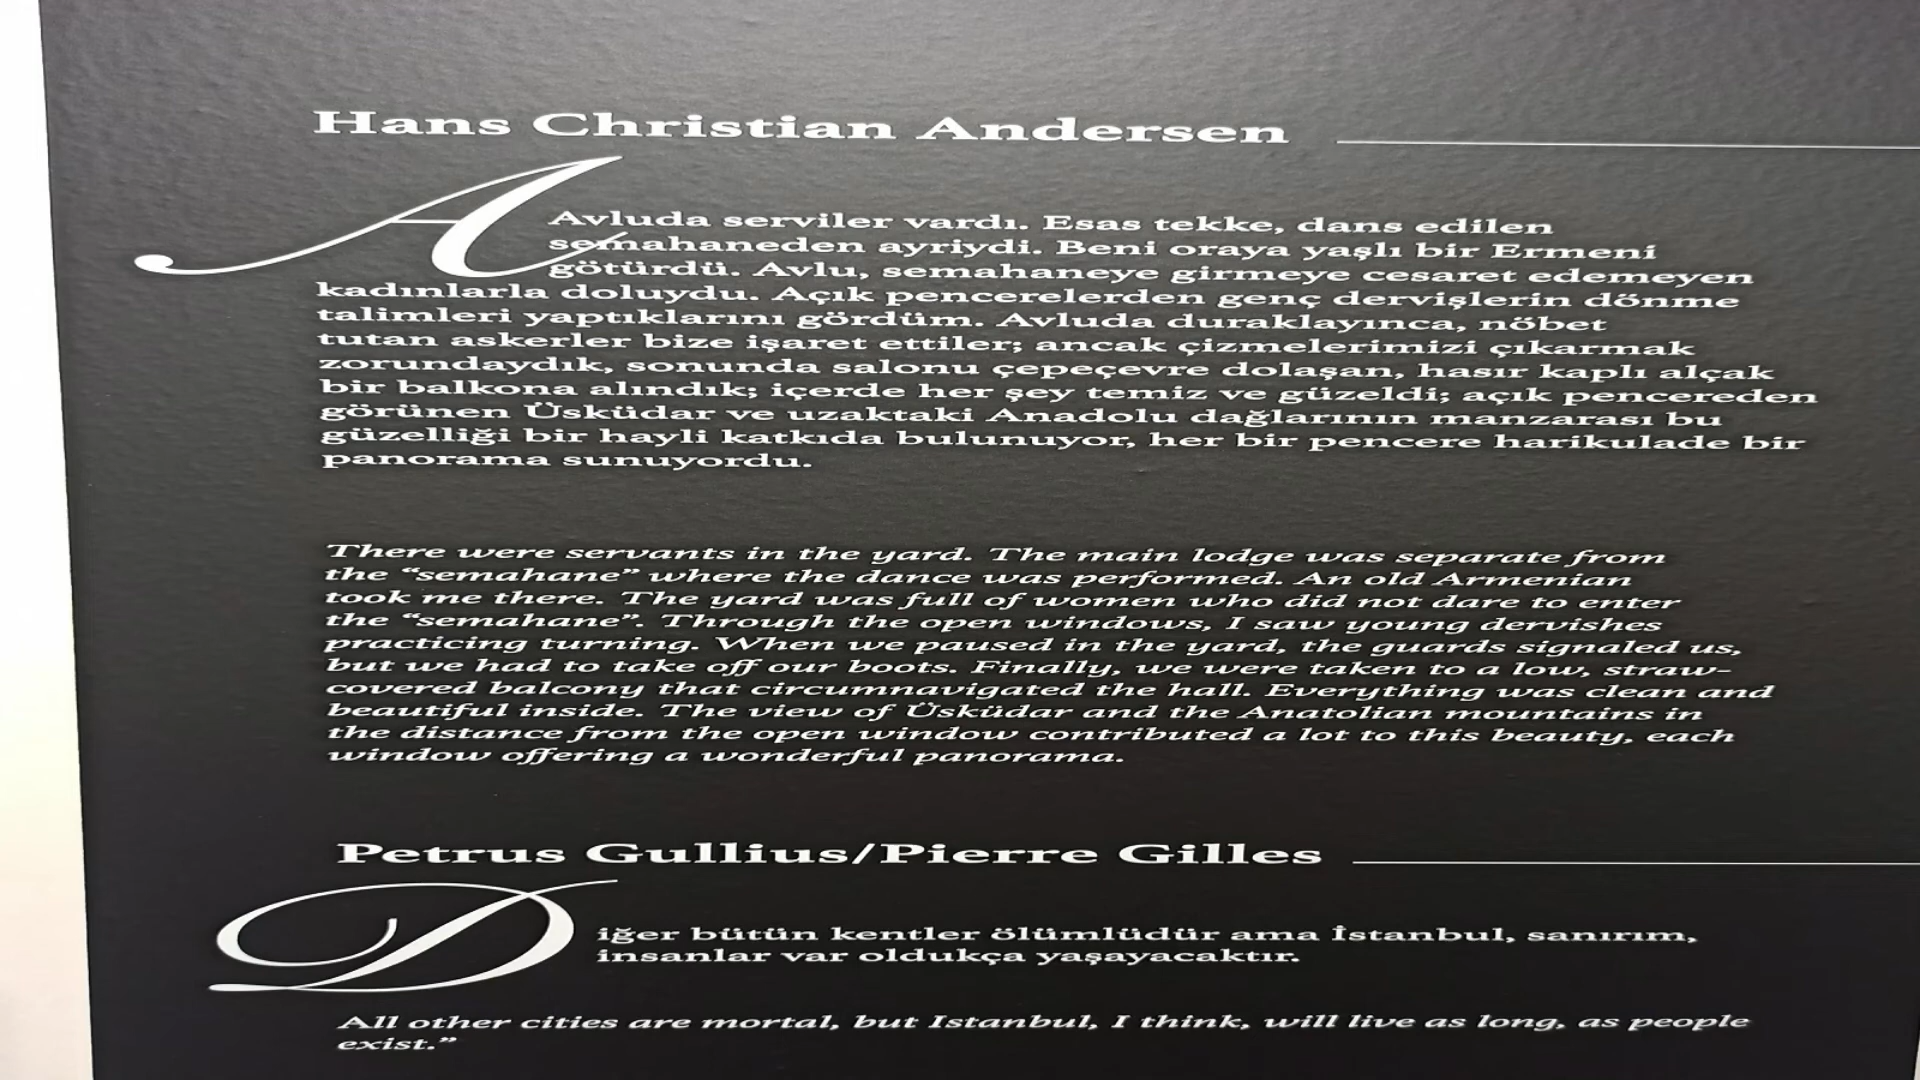 Hans Christian Andersen
A Avluda serviler vardı. Esas tekke, dans edilen
semahaneden ayriydi. Beni oraya yaşlı bir Ermeni
götürdü. Avlu, semahaneye girmeye cesaret edemeyen
kadınlarla doluydu. Açık pencerelerden genç dervişlerin dönme
talimleri yaptıklarını gördüm. Avluda duraklayınca, nöbet
tutan askerler bize işaret ettiler; ancak çizmelerimizi çıkarmak
zorundaydık, sonunda salonu çepeçevre dolaşan, hasır kaplı alçak
bir balkona alındık; içerde her şey temiz ve güzeldi; açık pencereden
görünen Üsküdar ve uzaktaki Anadolu dağlarının manzarası bu
güzelliği bir hayli katkıda bulunuyor, her bir pencere harikulade bir
panorama sunuyordu.
There were servants in the yard. The main lodge was separate from
the “semahane” where the dance was performed. An old Armenian
took me there. The yard was full of women who did not dare to enter
the “semahane”. Through the open windows, I saw young dervishes
practicing turning. When we paused in the yard, the guards signaled us,
but we had to take off our boots. Finally, we were taken to a low, straw-
covered balcony that circumnavigated the hall. Everything was clean and
beautiful inside. The view of Üsküdar and the Anatolian mountains in
the distance from the open window contributed a lot to this beauty, each
window offering a wonderful panorama.
Petrus Gullius/Pierre Gilles
Diğer bütün kentler ölümlüdür ama İstanbul, sanırım,
insanlar var oldukça yaşayacaktır.
All other cities are mortal, but Istanbul, I think, will live as long, as people
exist.”